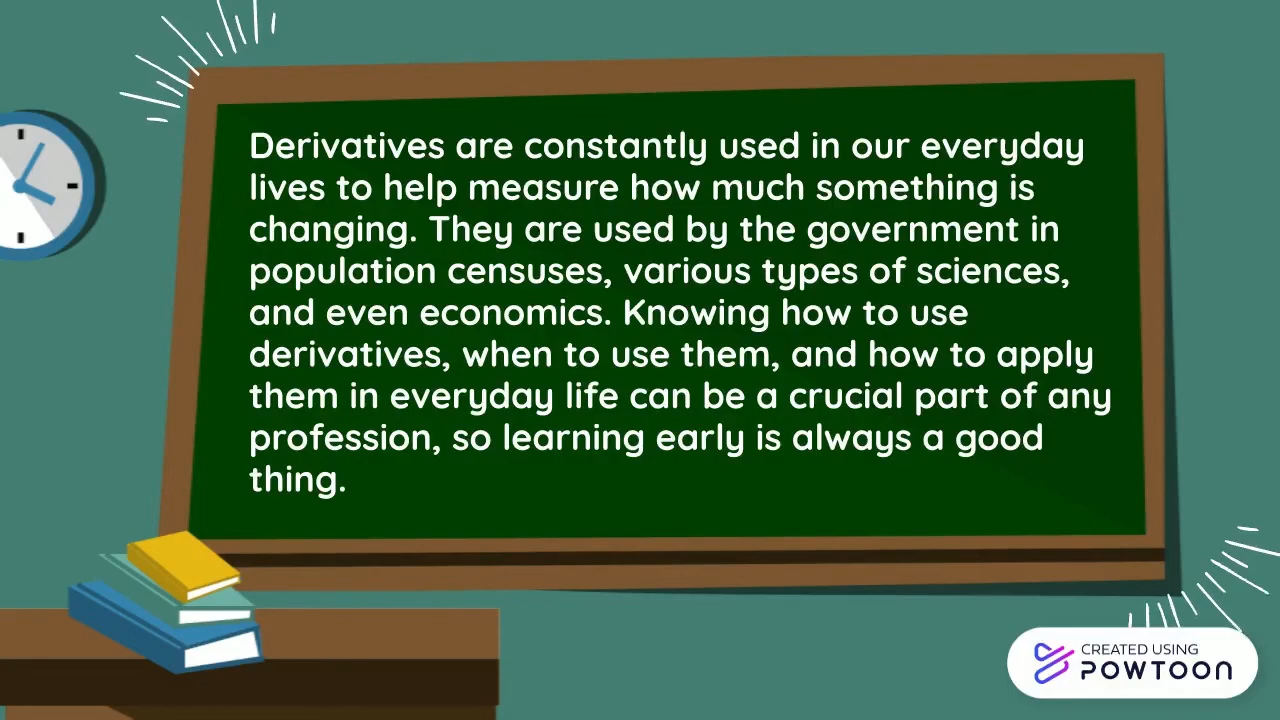 Derivatives are constantly used in our everyday
lives to help measure how much something is
changing. They are used by the government in
population censuses, various types of sciences,
and even economics. Knowing how to use
derivatives, when to use them, and how to apply
them in everyday life can be a crucial part of any
profession, so learning early is always a good
thing.
CREATED USING
POWTOON